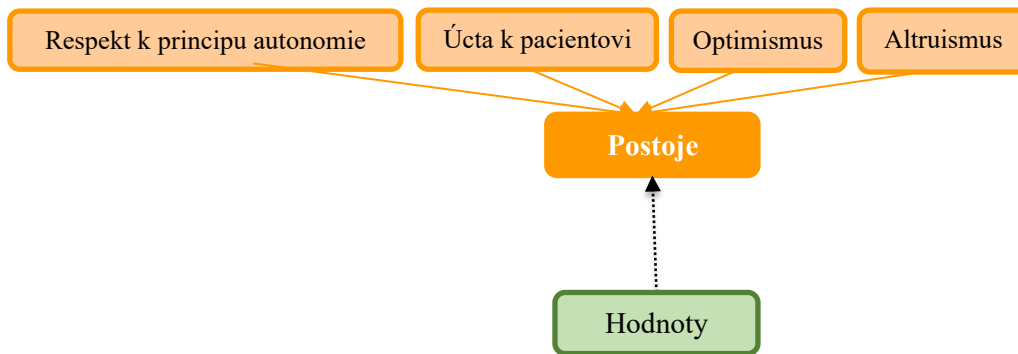 Respekt k principu autonomie
Úcta k pacientovi
Optimismus
Altruismus
Postoje
Hodnoty